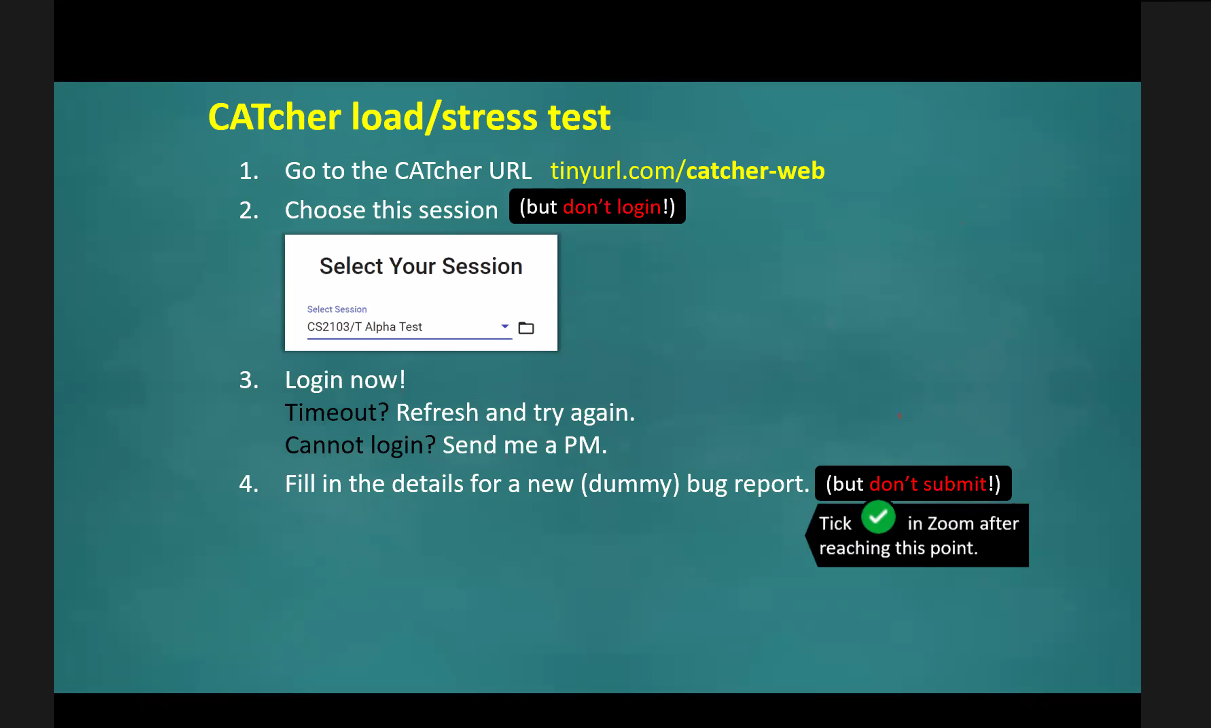 CATcher load/stress test
1. Go to the CATcher URL tinyurl.com/catcher-web
2. Choose this session (but don't login!)
Select Your Session
Select Session
CS2103/T Alpha Test
3. Login now!
Timeout? Refresh and try again.
Cannot login? Send me a PM.
4. Fill in the details for a new (dummy) bug report. (but don't submit!)
Tick in Zoom after
reaching this point.